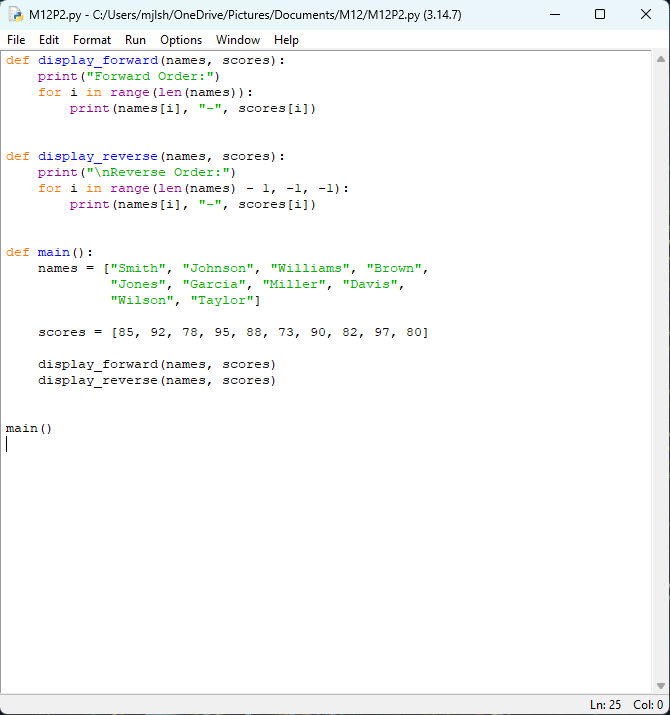 M12P2.py - C:/Users/mjlsh/OneDrive/Pictures/Documents/M12/M12P2.py (3.14.7)
File Edit Format Run Options Window Help
def display_forward(names, scores):
    print("Forward Order:")
    for i in range(len(names)):
        print(names[i], "-", scores[i])
def display_reverse(names, scores):
    print("\nReverse Order:")
    for i in range(len(names) - 1, -1, -1):
        print(names[i], "-", scores[i])
def main():
    names = ["Smith", "Johnson", "Williams", "Brown",
             "Jones", "Garcia", "Miller", "Davis",
             "Wilson", "Taylor"]
    scores = [85, 92, 78, 95, 88, 73, 90, 82, 97, 80]
    display_forward(names, scores)
    display_reverse(names, scores)
main()
Ln: 25 Col: 0